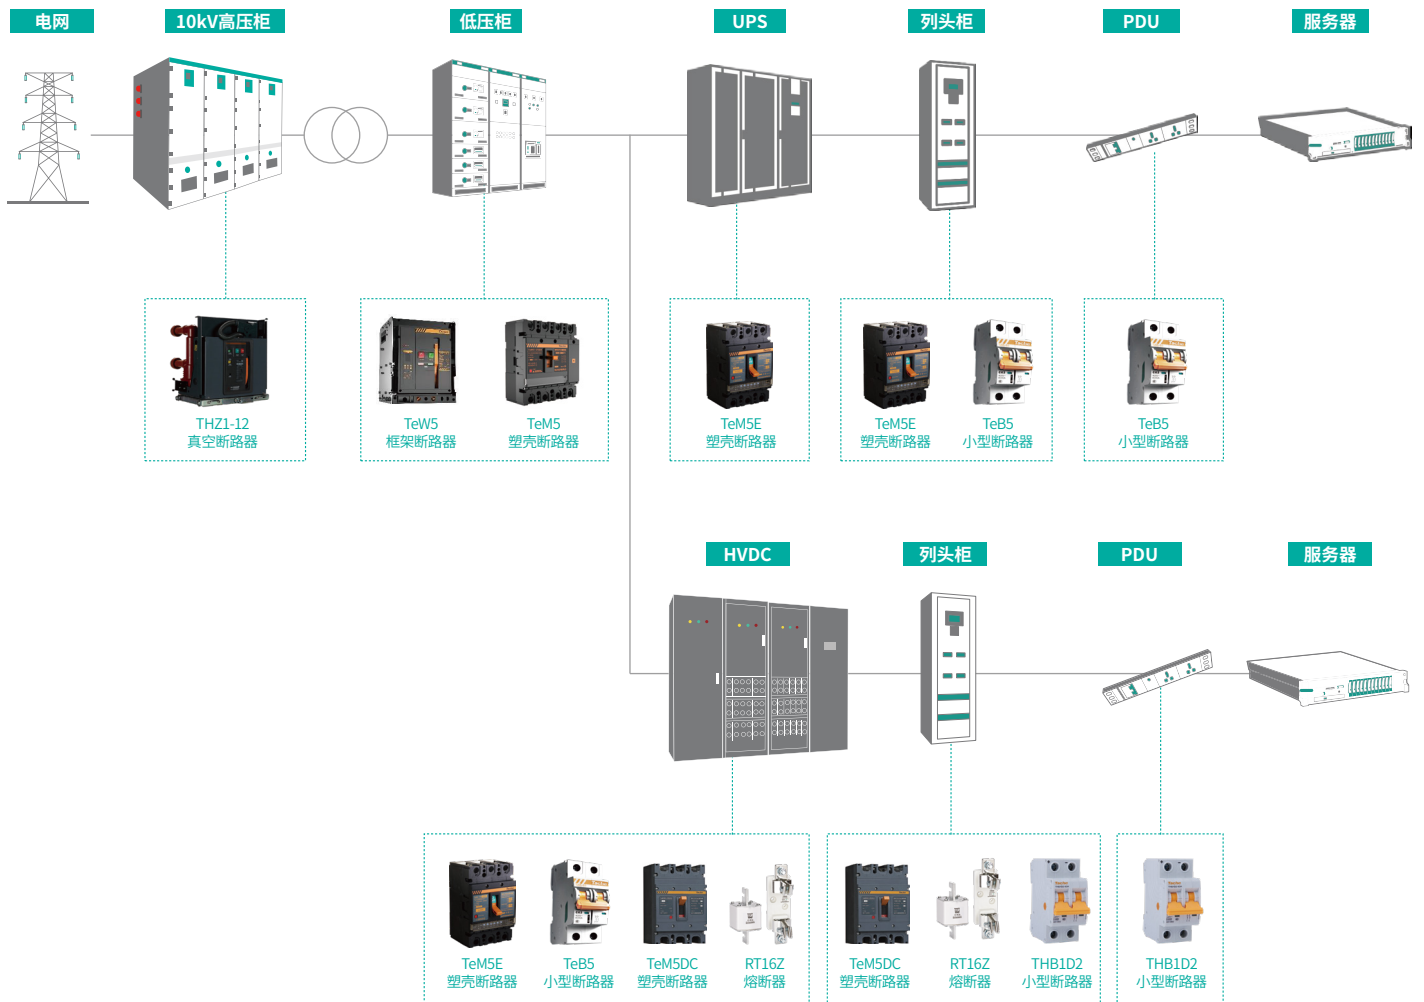 电网
10kV高压柜
低压柜
UPS
列头柜
PDU
服务器
THZ1-12
真空断路器
TeW5
框架断路器
TeM5
塑壳断路器
TeM5E
塑壳断路器
TeM5E
塑壳断路器
TeB5
小型断路器
TeB5
小型断路器
HVDC
列头柜
PDU
服务器
TeM5E
塑壳断路器
TeB5
小型断路器
TeM5DC
塑壳断路器
RT16Z
熔断器
TeM5DC
塑壳断路器
RT16Z
熔断器
THB1D2
小型断路器
THB1D2
小型断路器